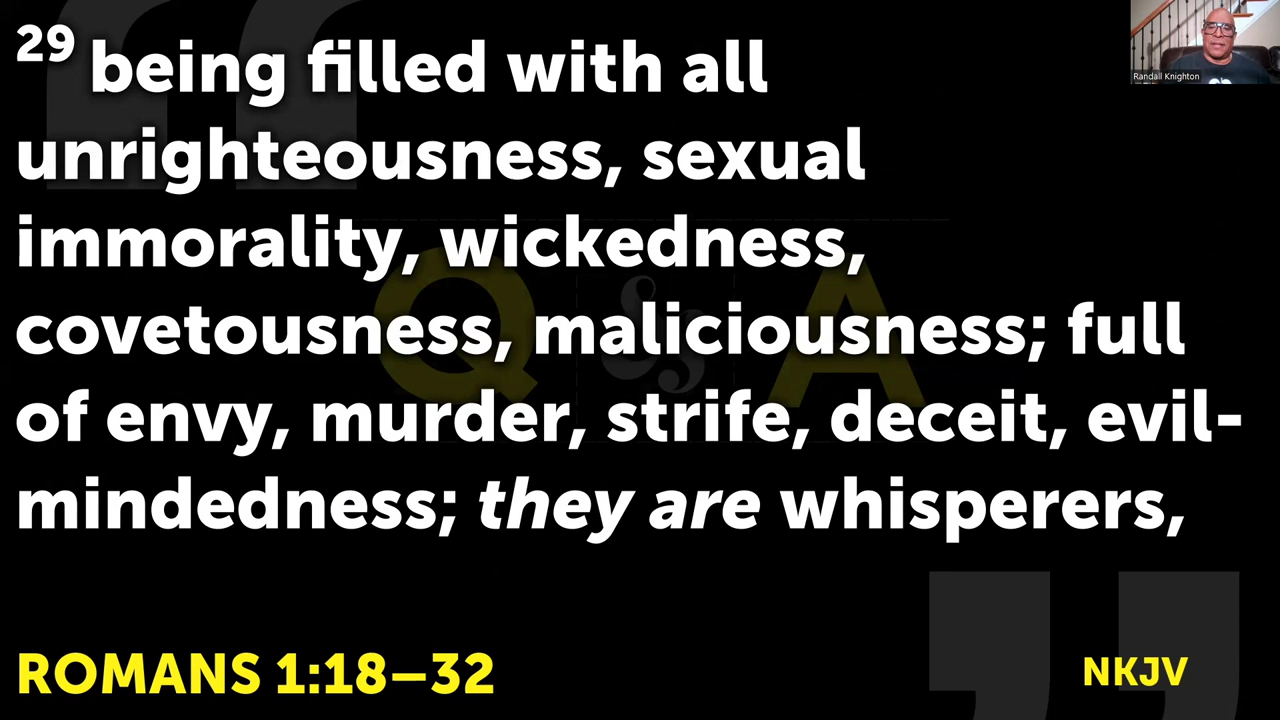 29 being filled with all
unrighteousness, sexual
immorality, wickedness,
covetousness, maliciousness; full
of envy, murder, strife, deceit, evil-
mindedness; they are whisperers,
ROMANS 1:18–32
NKJV
Q & A
Randall Knighton